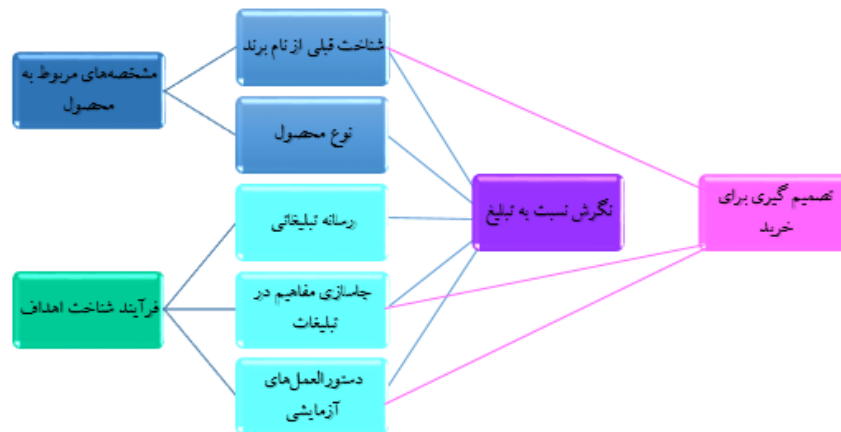 مشخصه‌های مربوط به
محصول
شناخت قبلی از نام برند
نوع محصول
فرآیند شناخت اهداف
رسانه تبلیغاتی
جاسازی مفاهیم در
تبلیغات
دستورالعمل‌های
آزمایشی
نگرش نسبت به تبلیغ
تصمیم گیری برای
خرید